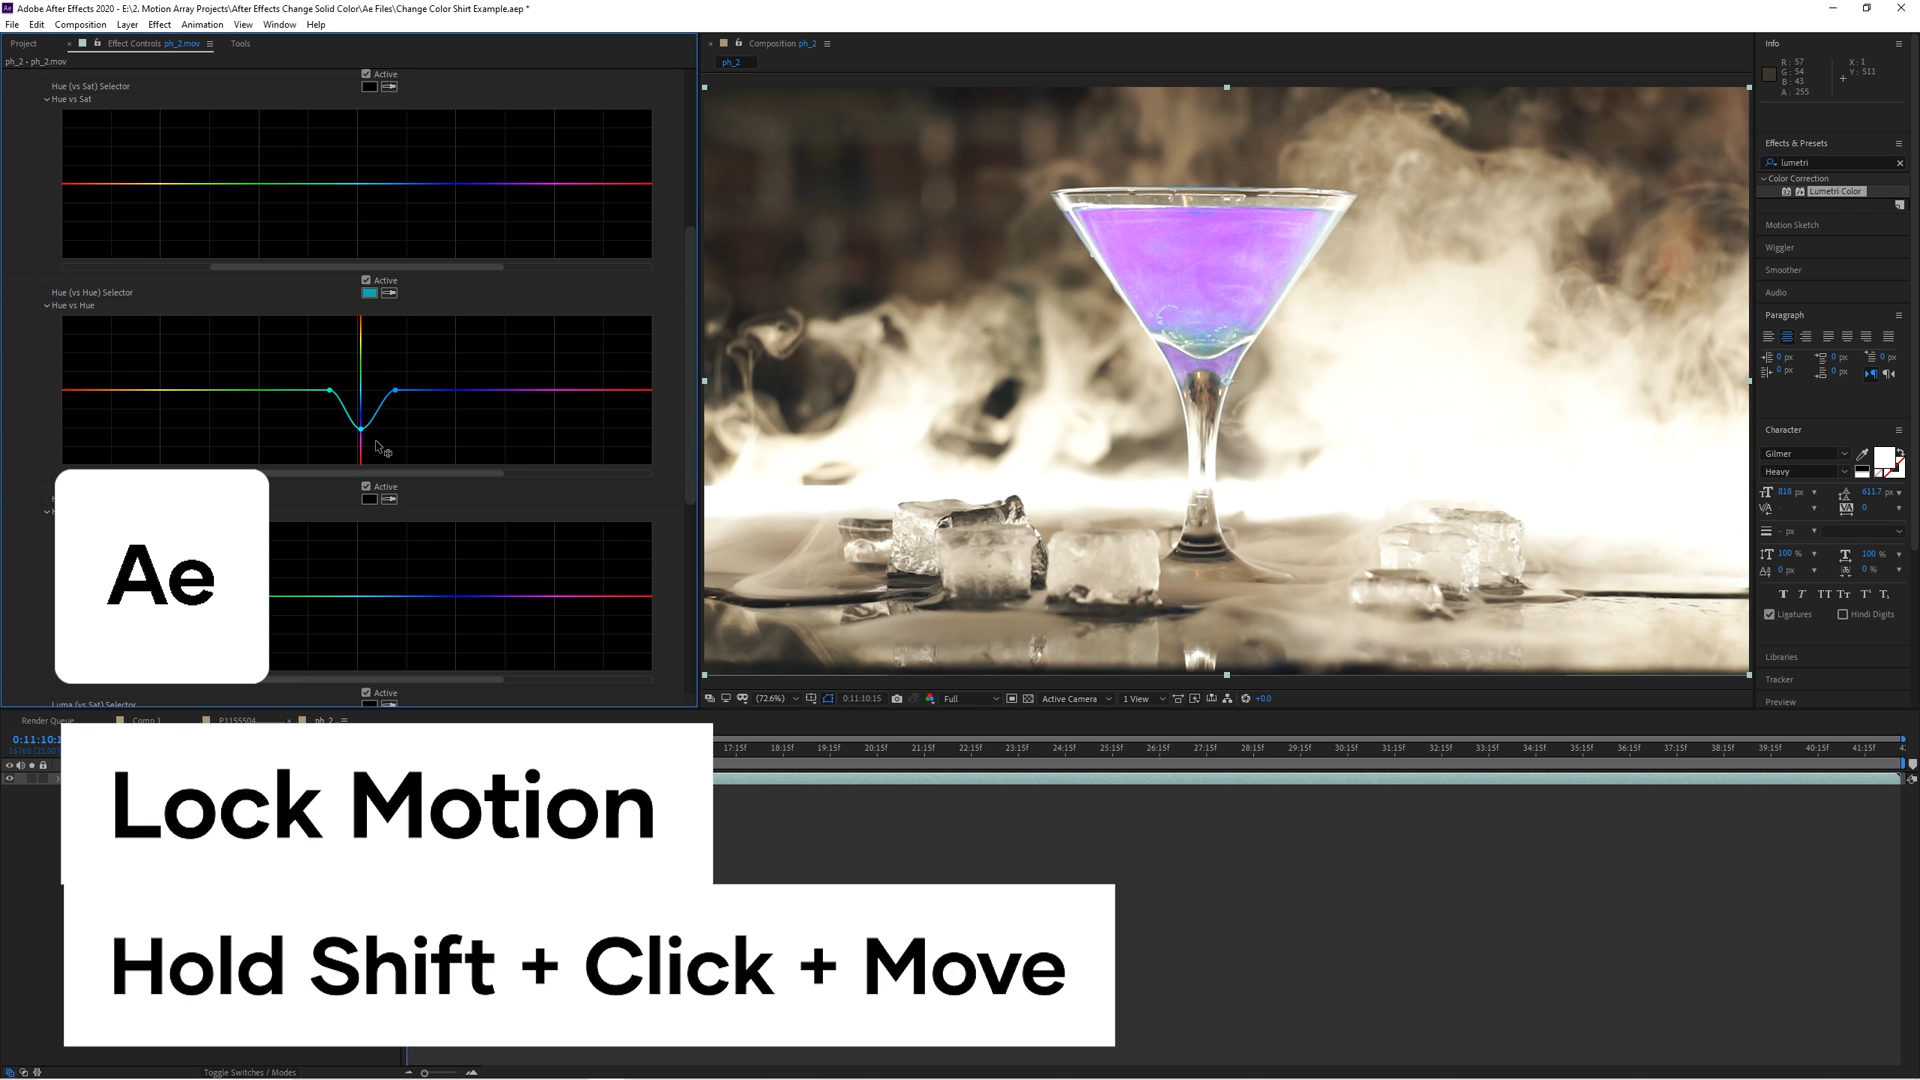 Adobe After Effects 2020 - E:\2. Motion Array Projects\After Effects Change Solid Color\Ae Files\Change Color Shirt Example.aep *
File Edit Composition Layer Effect Animation View Window Help
Project Effect Controls ph_2.mov Tools
ph_2 - ph_2.mov
Active
Hue (vs Sat) Selector
Hue vs Sat
Active
Hue (vs Hue) Selector
Hue vs Hue
Active
Active
Luma (vs Sat) Selector
Ae
Composition ph_2
ph_2
(72.6%) 0:11:10:15 Full Active Camera 1 View +0.0
Info
R : 57
G : 54
B : 43
A : 255
X : 1
Y : 511
Effects & Presets
lumetri
Color Correction
Lumetri Color
Motion Sketch
Wiggler
Smoother
Audio
Paragraph
0 px 0 px 0 px
0 px 0 px
Character
Gilmer
Heavy
818 px 611.7 px
0
- px
100 % 100 %
0 px 0 %
Ligatures Hindi Digits
Libraries
Tracker
Preview
Render Queue Comp 1 P1155504 ph_2
0:11:10:1
17:15f 18:15f 19:15f 20:15f 21:15f 22:15f 23:15f 24:15f 25:15f 26:15f 27:15f 28:15f 29:15f 30:15f 31:15f 32:15f 33:15f 34:15f 35:15f 36:15f 37:15f 38:15f 39:15f 40:15f 41:15f
Lock Motion
Hold Shift + Click + Move
Toggle Switches / Modes